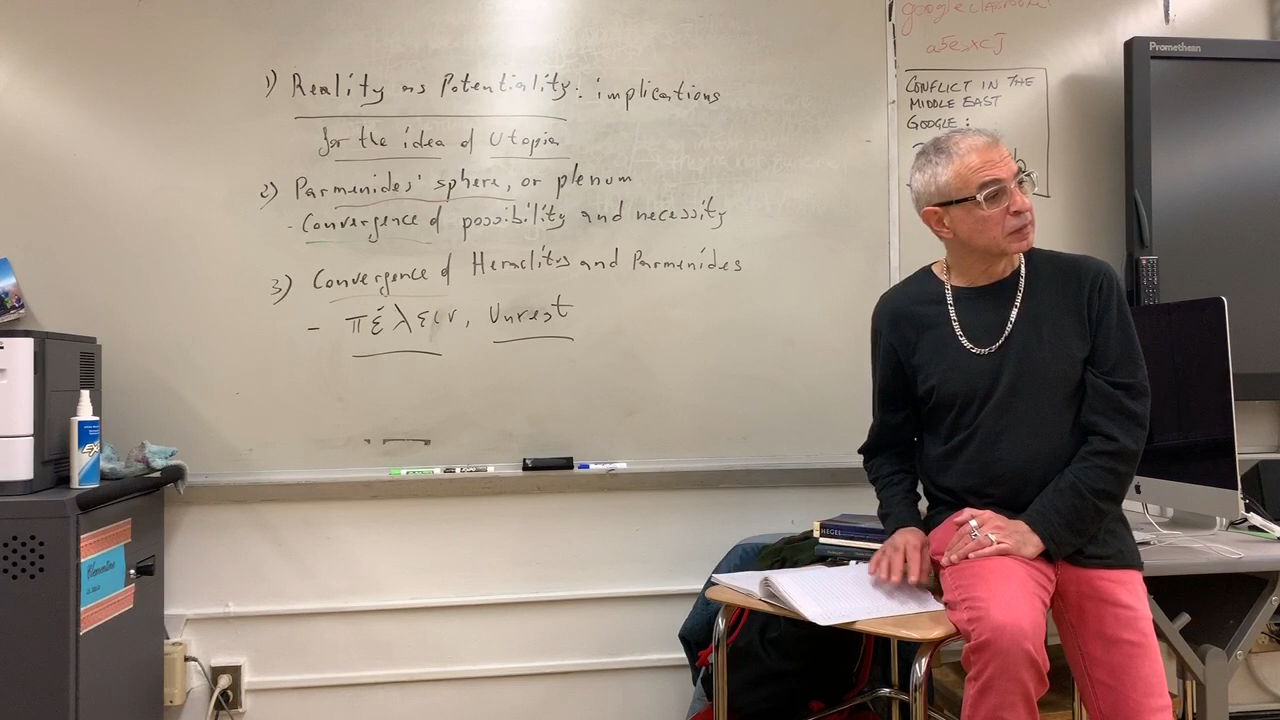 1) Reality as Potentiality: implications
for the idea of Utopia
2) Parmenides' sphere, or plenum
- Convergence of possibility and necessity
3) Convergence of Heraclitus and Parmenides
- πέλειν, Unrest
google classroom:
a5exxcJ
CONFLICT IN THE
MIDDLE EAST
GOOGLE:
Promethean
HEGEL